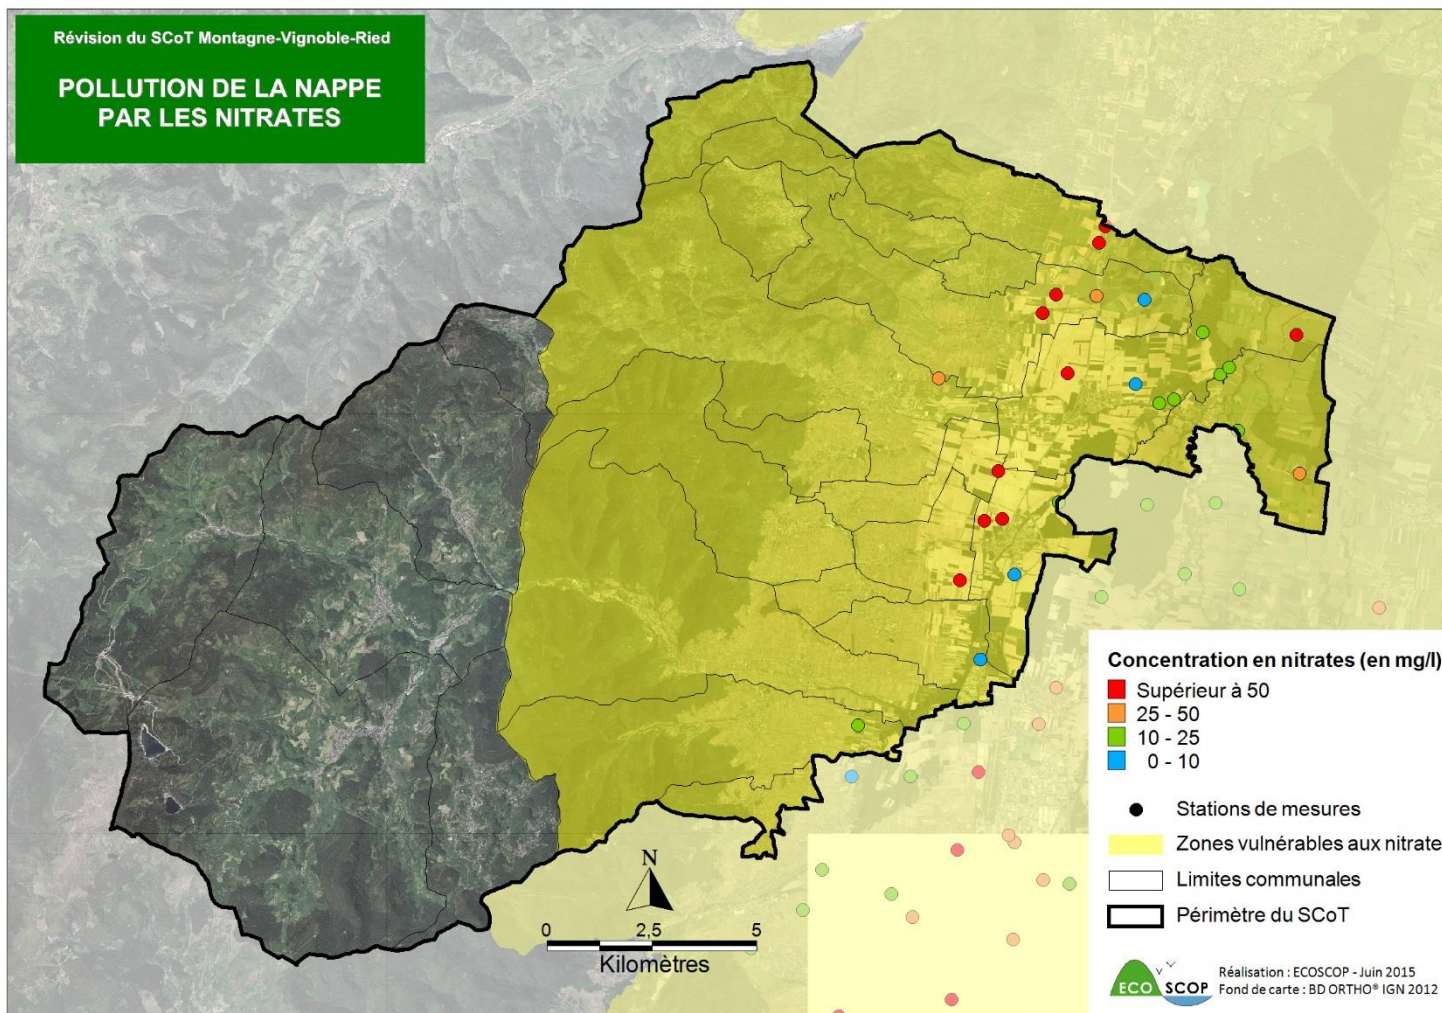 Révision du SCoT Montagne-Vignoble-Ried
POLLUTION DE LA NAPPE
PAR LES NITRATES
Concentration en nitrates (en mg/l)
Supérieur à 50
25 - 50
10 - 25
0 - 10
Stations de mesures
Zones vulnérables aux nitrate
Limites communales
Périmètre du SCoT
N
0 2,5 5
Kilomètres
ECO SCOP
Réalisation : ECOSCOP - Juin 2015
Fond de carte : BD ORTHO® IGN 2012